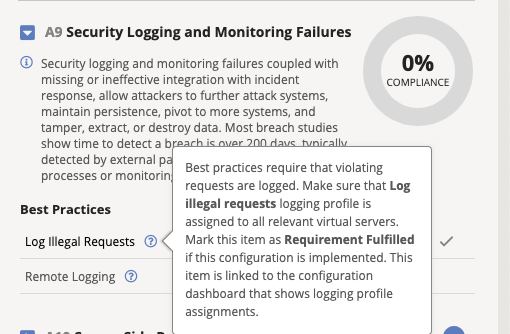 A9 Security Logging and Monitoring Failures
Security logging and monitoring failures coupled with
missing or ineffective integration with incident
response, allow attackers to further attack systems,
maintain persistence, pivot to more systems, and
tamper, extract, or destroy data. Most breach studies
show time to detect a breach is over 200 days, typically
detected by external
processes or monitoring
0%
COMPLIANCE
Best practices require that violating
requests are logged. Make sure that Log
illegal requests logging profile is
assigned to all relevant virtual servers.
Mark this item as Requirement Fulfilled
if this configuration is implemented. This
item is linked to the configuration
dashboard that shows logging profile
assignments.
Best Practices
Log Illegal Requests
Remote Logging